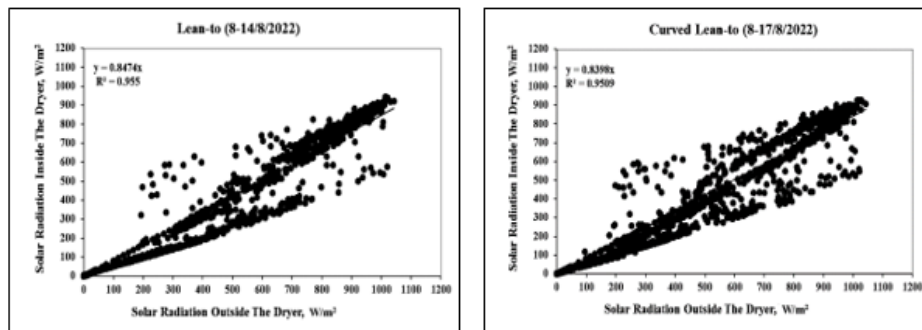 Lean-to (8-14/8/2022)
y = 0.8474x
R² = 0.955
Solar Radiation Inside The Dryer, W/m²
1200
1100
1000
900
800
700
600
500
400
300
200
100
0
0 100 200 300 400 500 600 700 800 900 1000 1100 1200
Solar Radiation Outside The Dryer, W/m²
Curved Lean-to (8-17/8/2022)
y = 0.8398x
R² = 0.9509
Solar Radiation Inside The Dryer, W/m²
1200
1100
1000
900
800
700
600
500
400
300
200
100
0
0 100 200 300 400 500 600 700 800 900 1000 1100 1200
Solar Radiation Outside The Dryer, W/m²